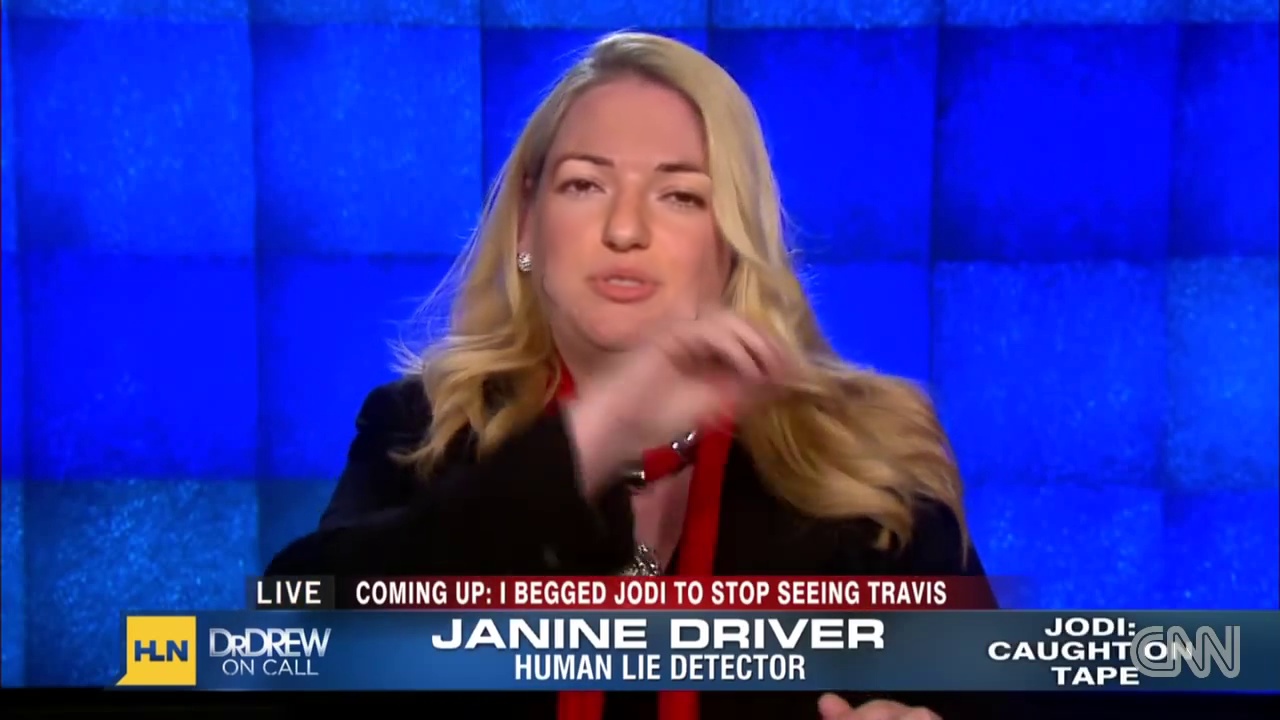 LIVE
COMING UP: I BEGGED JODI TO STOP SEEING TRAVIS
HLN
DR DREW
ON CALL
JANINE DRIVER
HUMAN LIE DETECTOR
JODI:
CAUGHT ON
TAPE
CNN